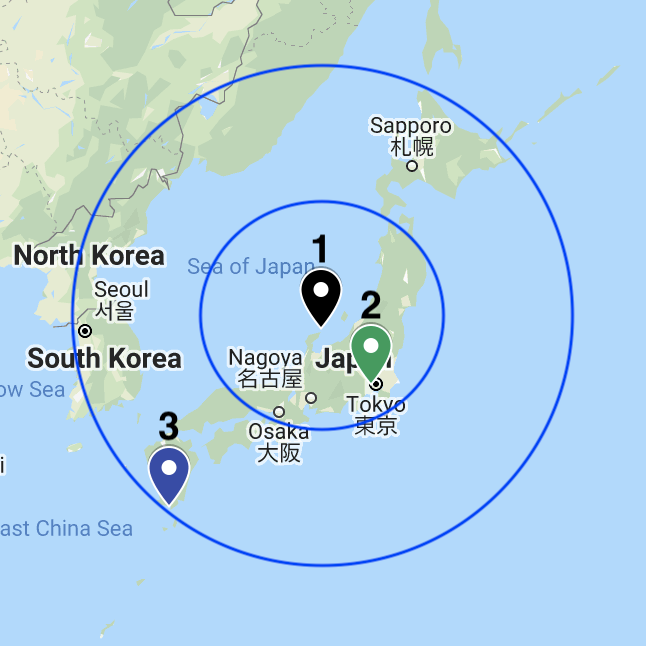 Sapporo
札幌
1
North Korea
Sea of Japan
Seoul
서울
2
South Korea
Nagoya
名古屋
Japan
ow Sea
Tokyo
東京
3
Osaka
大阪
i
ast China Sea